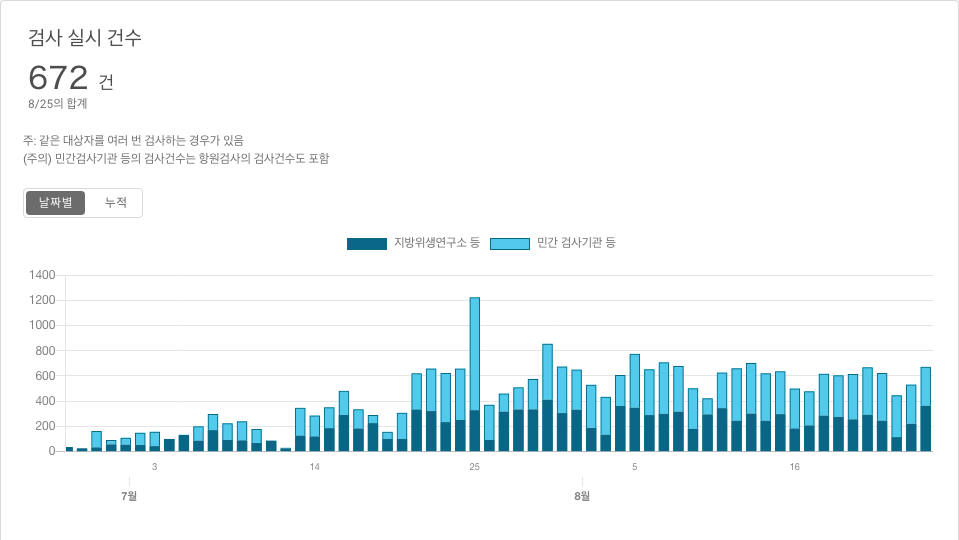 검사 실시 건수
672 건
8/25의 합계
주: 같은 대상자를 여러 번 검사하는 경우가 있음
(주의) 민간검사기관 등의 검사건수는 항원검사의 검사건수도 포함
날짜별 누적
지방위생연구소 등 민간 검사기관 등
1400
1200
1000
800
600
400
200
0
3 14 25 5 16
7월 8월